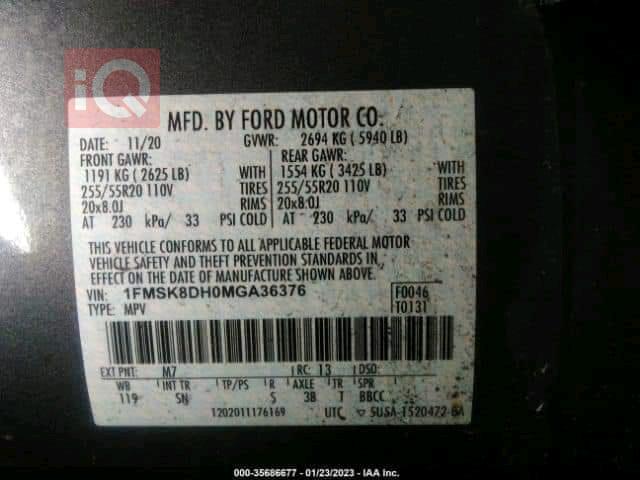 iQ
MFD. BY FORD MOTOR CO.
DATE: 11/20 GVWR: 2694 KG ( 5940 LB)
FRONT GAWR: REAR GAWR:
1191 KG ( 2625 LB) WITH 1554 KG ( 3425 LB) WITH
255/55R20 110V TIRES 255/55R20 110V TIRES
20x8.0J RIMS 20x8.0J RIMS
AT 230 kPa/ 33 PSI COLD AT 230 kPa/ 33 PSI COLD
THIS VEHICLE CONFORMS TO ALL APPLICABLE FEDERAL MOTOR
VEHICLE SAFETY AND THEFT PREVENTION STANDARDS IN
EFFECT ON THE DATE OF MANUFACTURE SHOWN ABOVE.
VIN: 1FMSK8DH0MGA36376 F0046
TYPE: MPV T0131
EXT PNT: M7 RC: 13 DSO:
WB INT TR TP/PS R AXLE TR SPR
119 SN S 3B T BBCC
1202011176169 UTC ▽ 5USA-1520472-BA
000-35686677 - 01/23/2023 - IAA Inc.